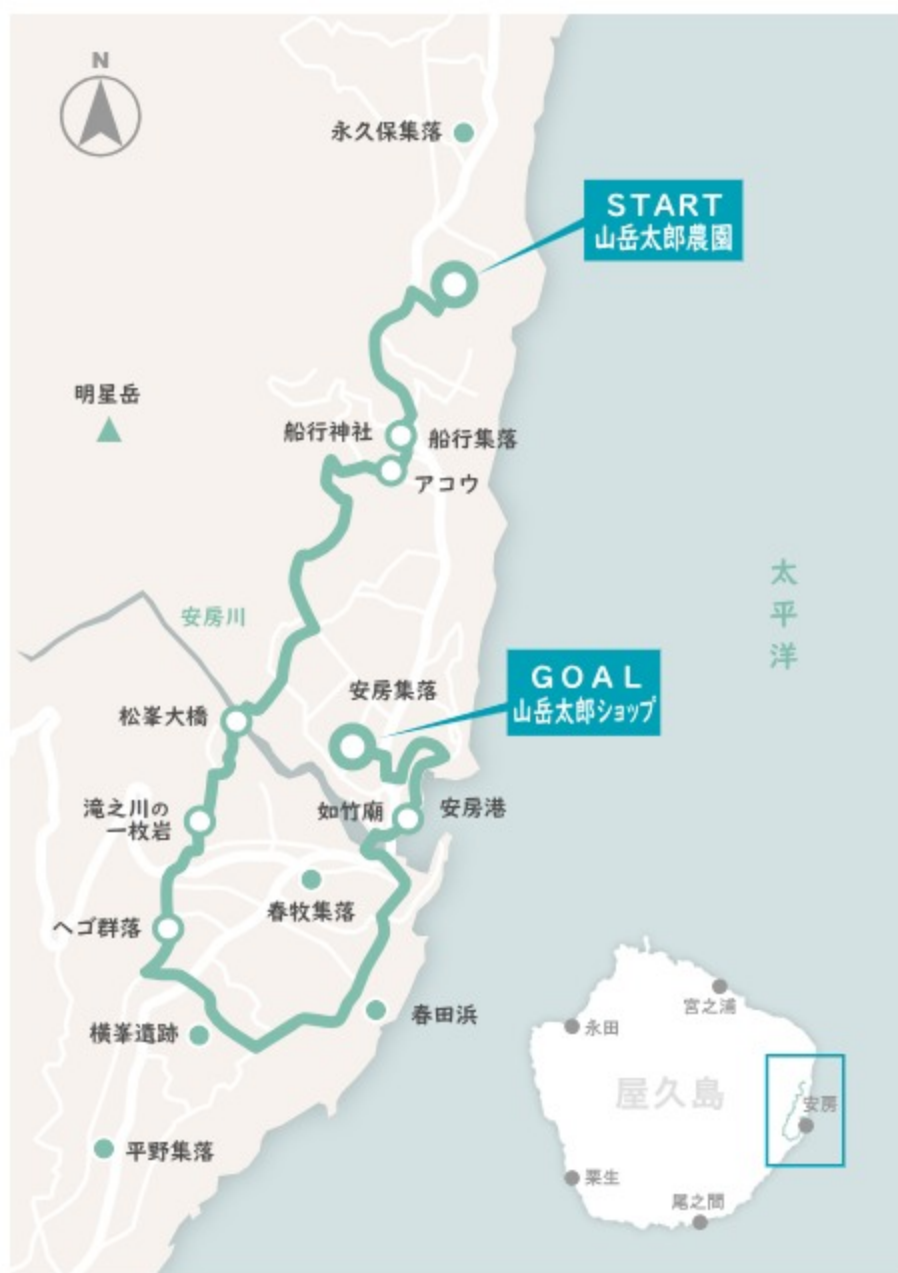 N
永久保集落
START
山岳太郎農園
明星岳
船行神社
船行集落
アコウ
太平洋
安房川
安房集落
GOAL
山岳太郎ショップ
松峯大橋
滝之川の
一枚岩
如竹廟
安房港
春牧集落
ヘゴ群落
春田浜
横峯遺跡
平野集落
宮之浦
永田
屋久島
安房
栗生
尾之間